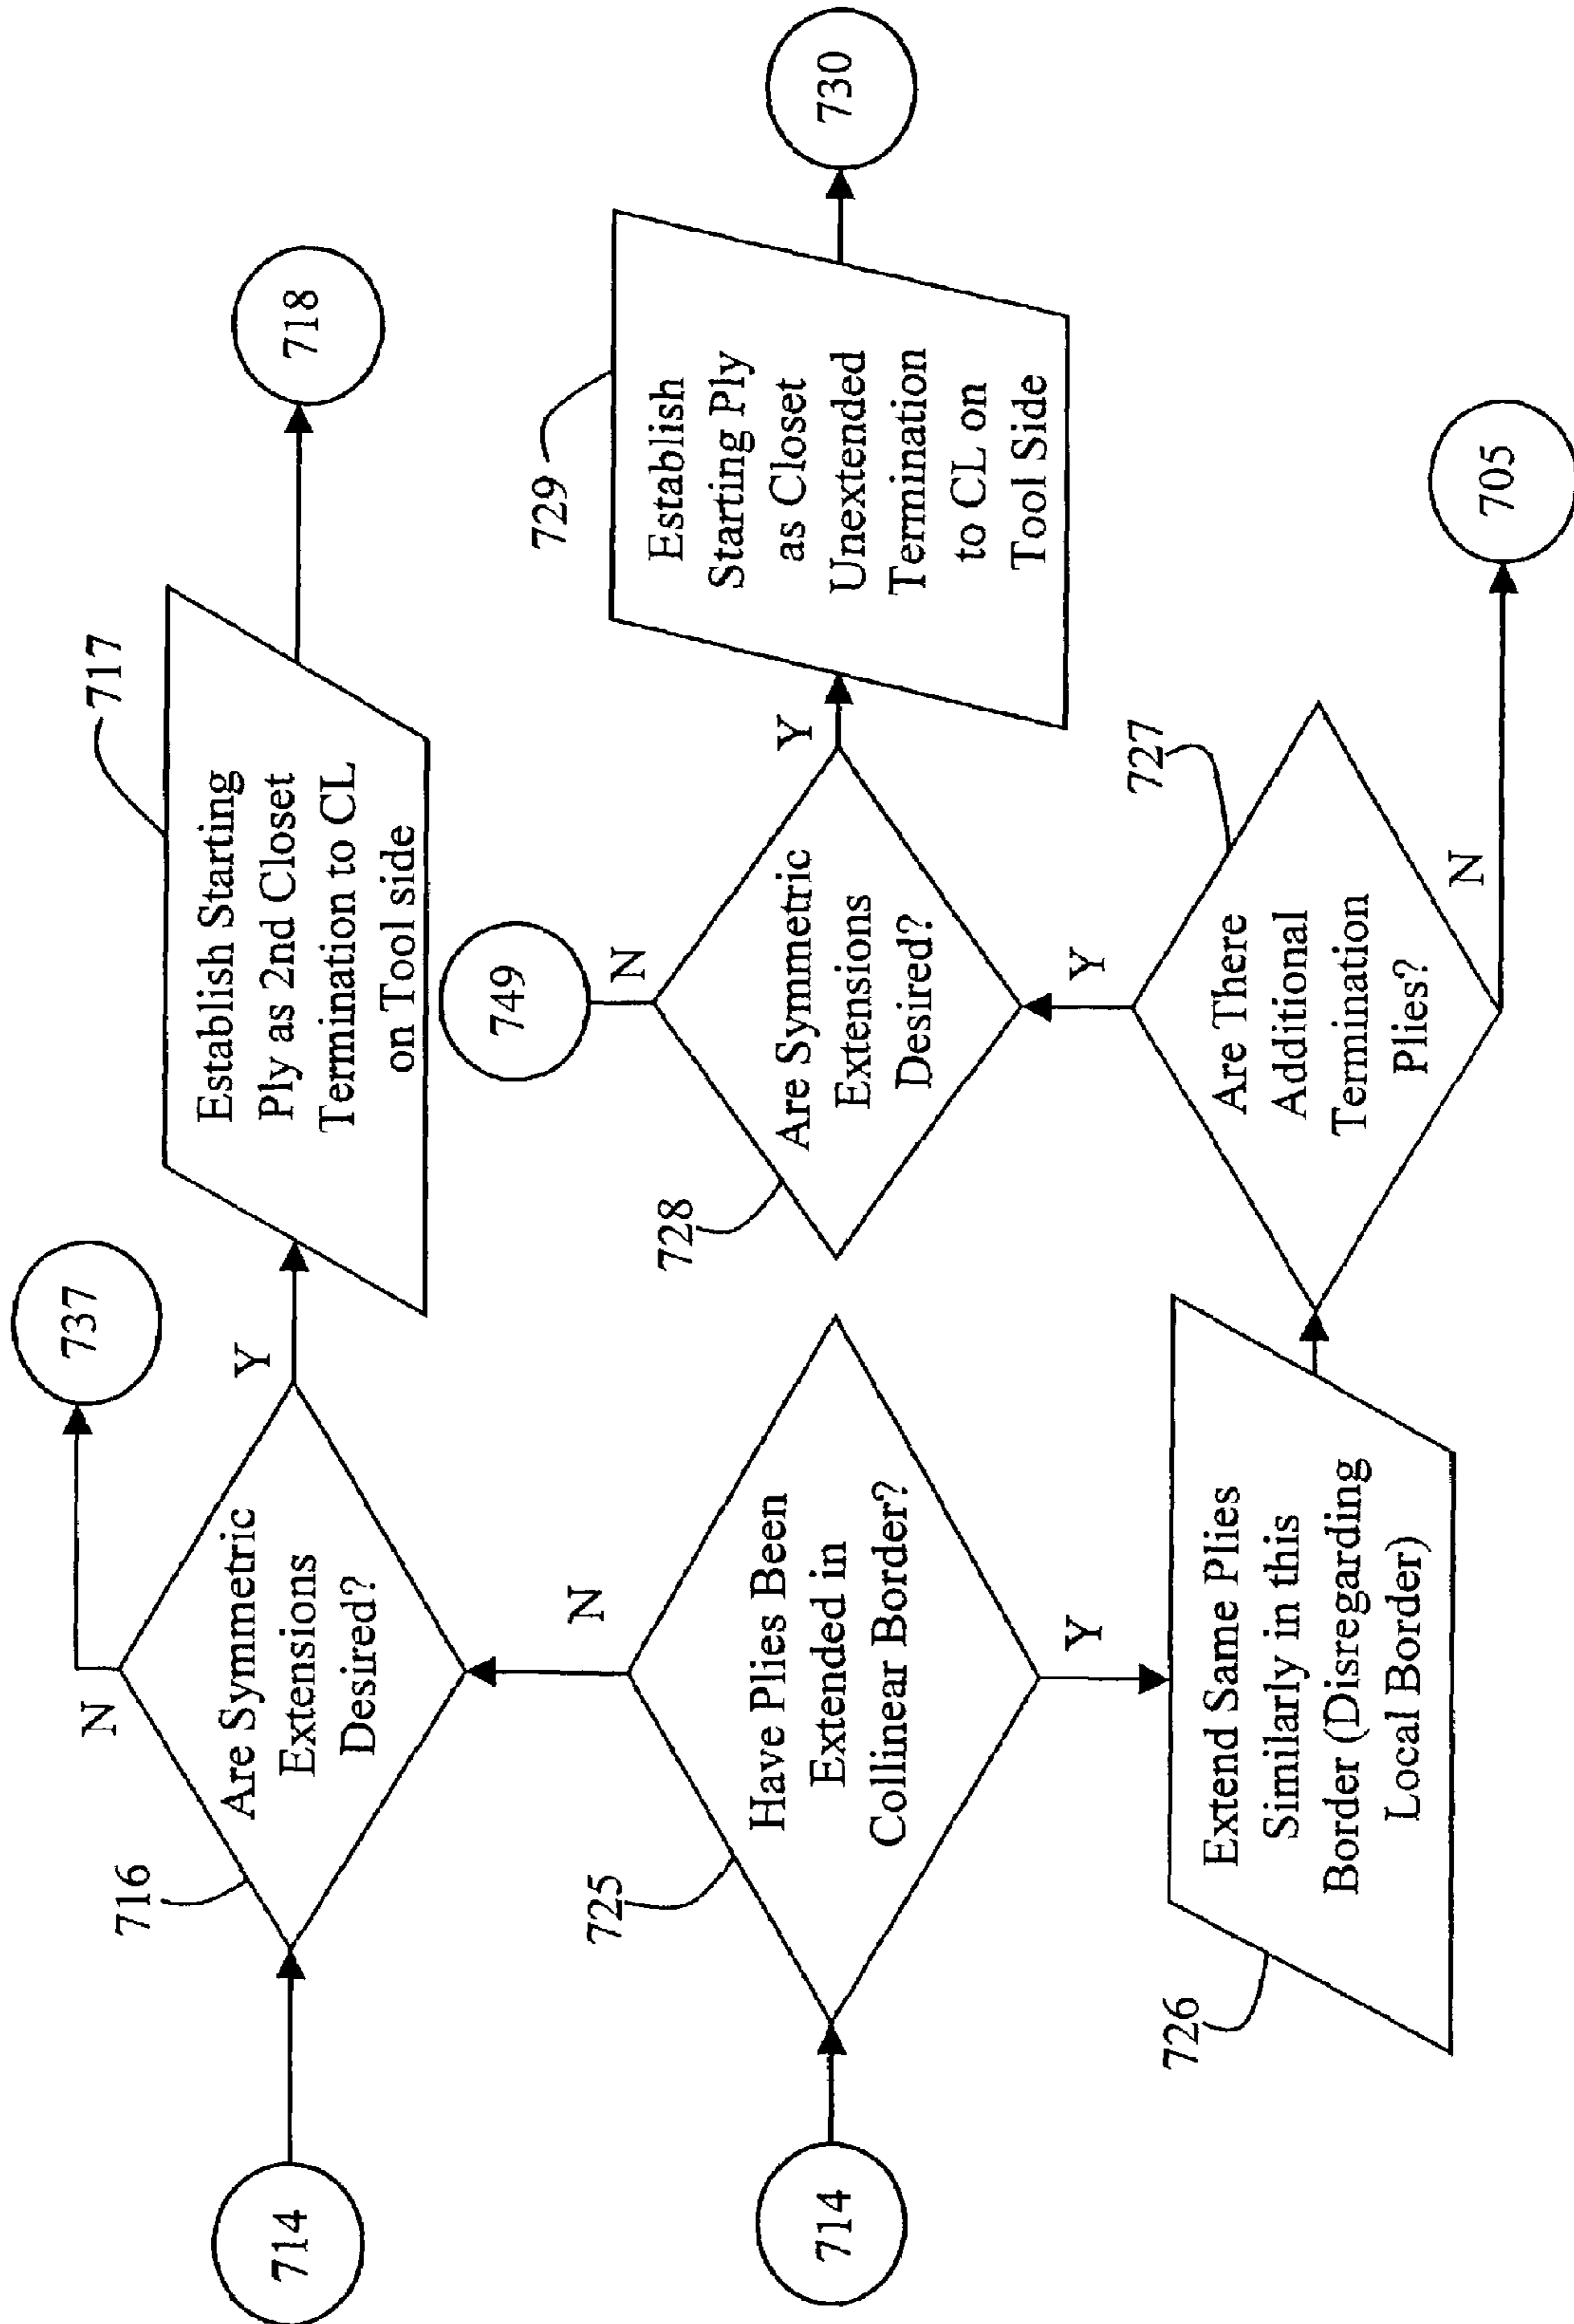 714
716
Are Symmetric
Extensions
Desired?
N
737
Y
717
Establish Starting
Ply as 2nd Closet
Termination to CL
on Tool side
718
714
725
Have Plies Been
Extended in
Collinear Border?
N
Y
726
Extend Same Plies
Similarly in this
Border (Disregarding
Local Border)
727
Are There
Additional
Termination
Plies?
N
705
Y
728
Are Symmetric
Extensions
Desired?
N
749
Y
729
Establish
Starting Ply
as Closet
Unextended
Termination
to CL on
Tool Side
730